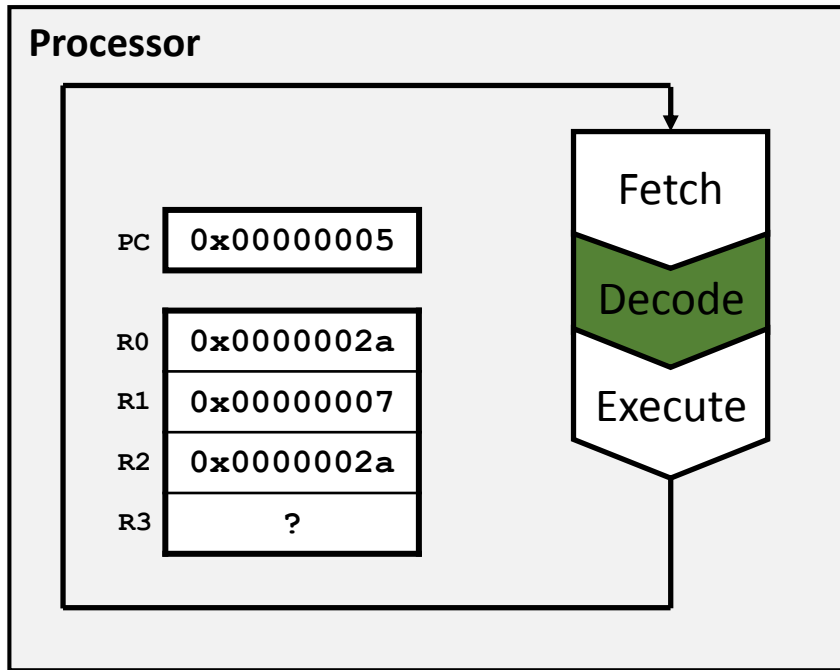 Processor
PC 0x00000005
R0 0x0000002a
R1 0x00000007
R2 0x0000002a
R3 ?
Fetch
Decode
Execute